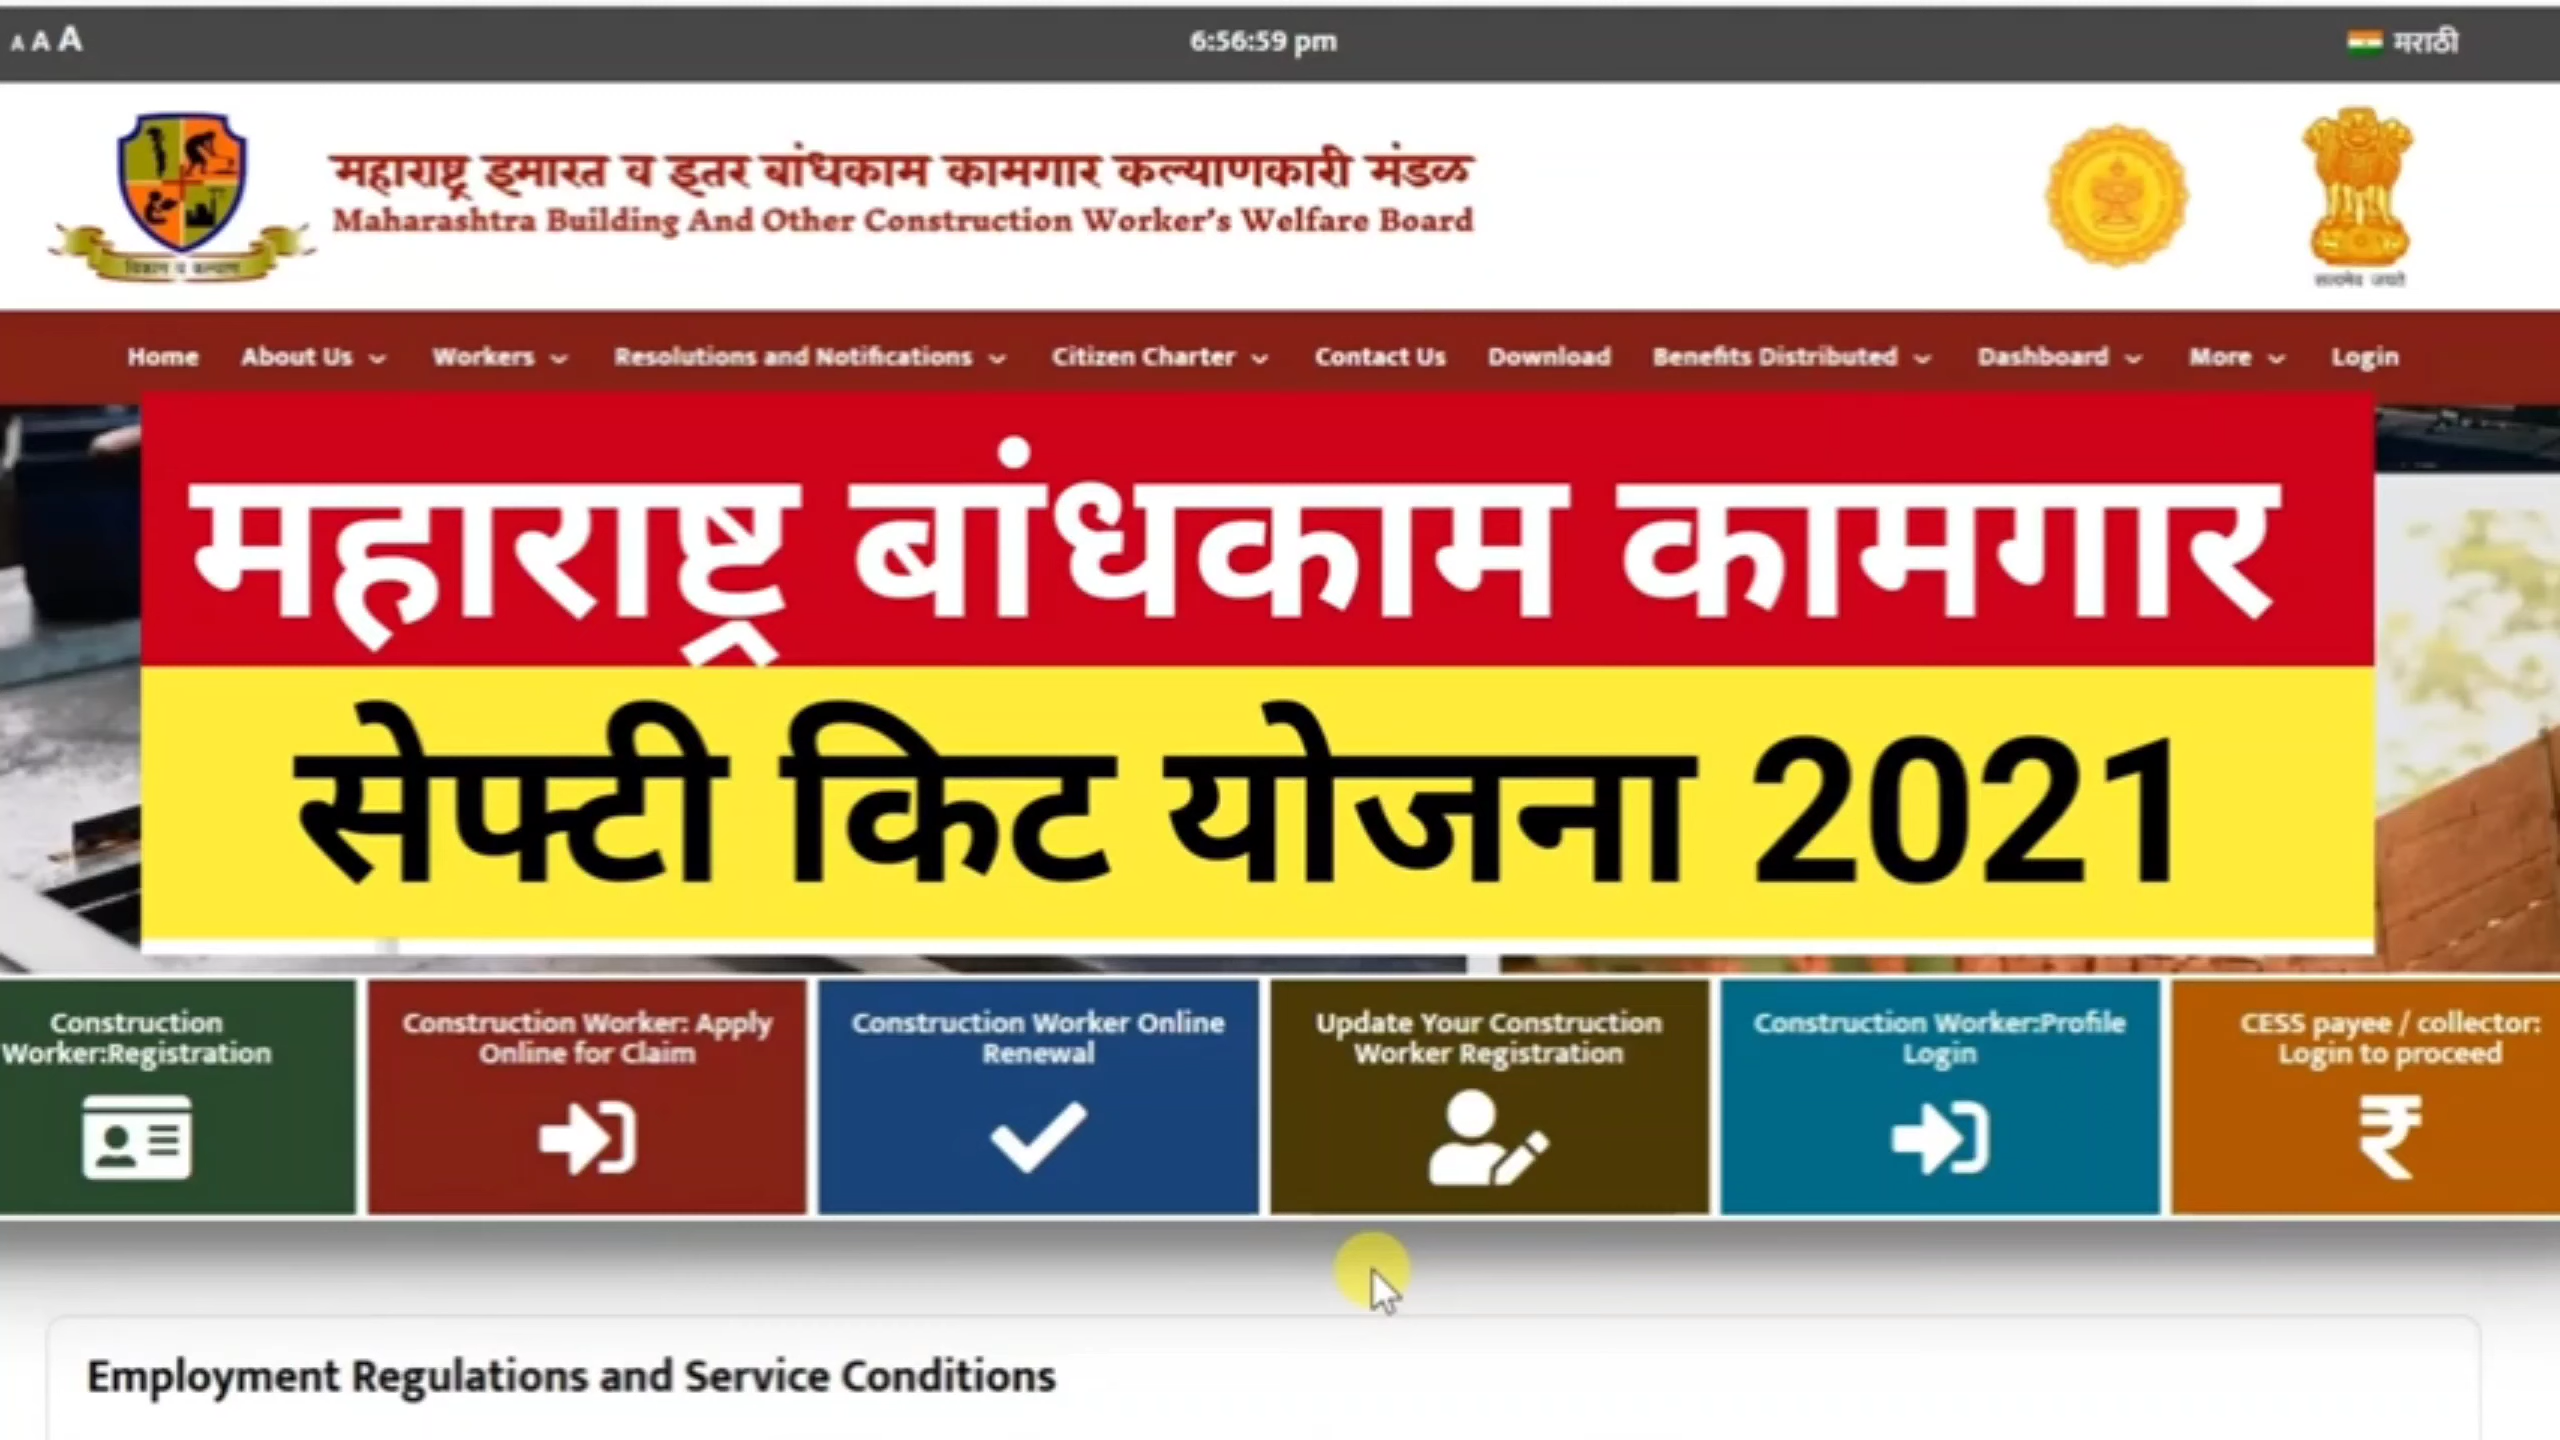 A A A
6:56:59 pm
मराठी
महाराष्ट्र इमारत व इतर बांधकाम कामगार कल्याणकारी मंडळ
Maharashtra Building And Other Construction Worker's Welfare Board
विकास व कल्याण
सत्यमेव जयते
Home About Us Workers Resolutions and Notifications Citizen Charter Contact Us Download Benefits Distributed Dashboard More Login
महाराष्ट्र बांधकाम कामगार
सेफ्टी किट योजना 2021
Construction
Worker:Registration
Construction Worker: Apply
Online for Claim
Construction Worker Online
Renewal
Update Your Construction
Worker Registration
Construction Worker:Profile
Login
CESS payee / collector:
Login to proceed
Employment Regulations and Service Conditions